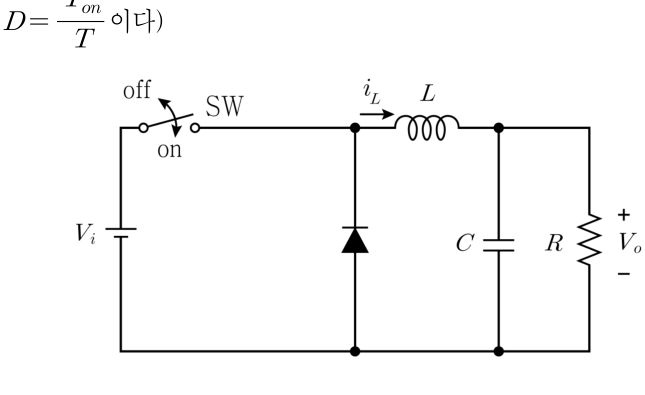 D = T_on / T 이다)
off
SW
on
i_L
L
V_i
C
R
+
V_o
−